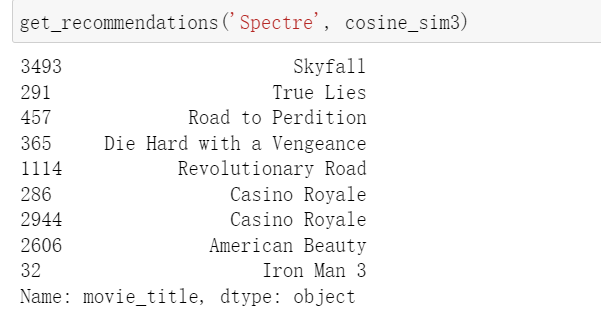 get_recommendations('Spectre', cosine_sim3)
3493 Skyfall
291 True Lies
457 Road to Perdition
365 Die Hard with a Vengeance
1114 Revolutionary Road
286 Casino Royale
2944 Casino Royale
2606 American Beauty
32 Iron Man 3
Name: movie_title, dtype: object